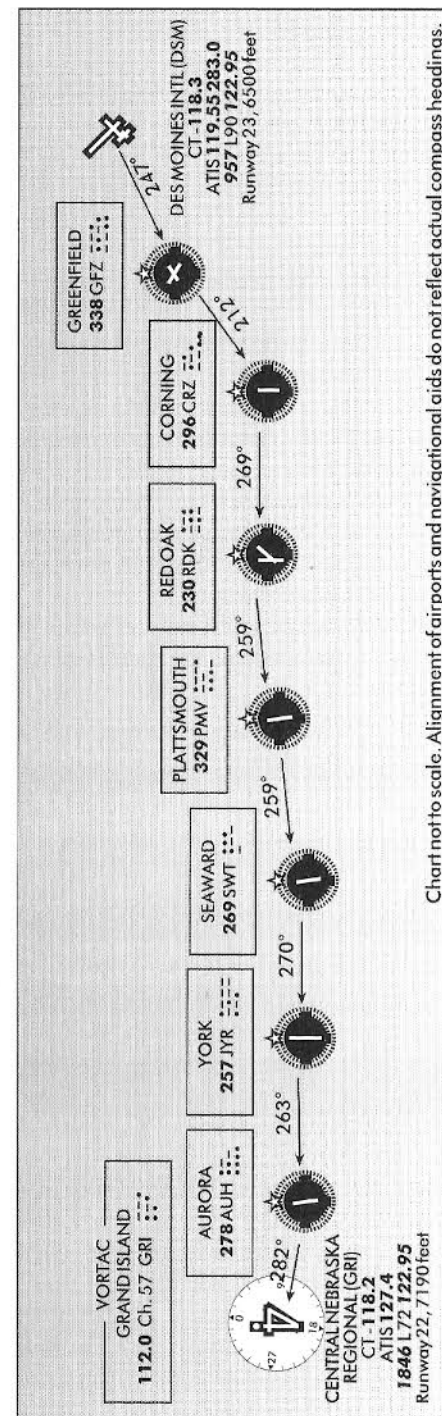 VORTAC
GRAND ISLAND
112.0 Ch. 57 GRI
AURORA
278 AUH
YORK
257 JYR
SEAWARD
269 SWT
PLATTSMOUTH
329 PMV
RED OAK
230 RDK
CORNING
296 CRZ
GREENFIELD
338 GFZ
0
9
18
27
282°
263°
270°
259°
259°
269°
212°
247°
CENTRAL NEBRASKA
REGIONAL (GRI)
CT - 118.2
ATIS 127.4
1846 L72 122.95
Runway 22, 7190 feet
DES MOINES INTL (DSM)
CT - 118.3
ATIS 119.55 283.0
957 L90 122.95
Runway 23, 6500 feet
Chart not to scale. Alignment of airports and navigational aids do not reflect actual compass headings.